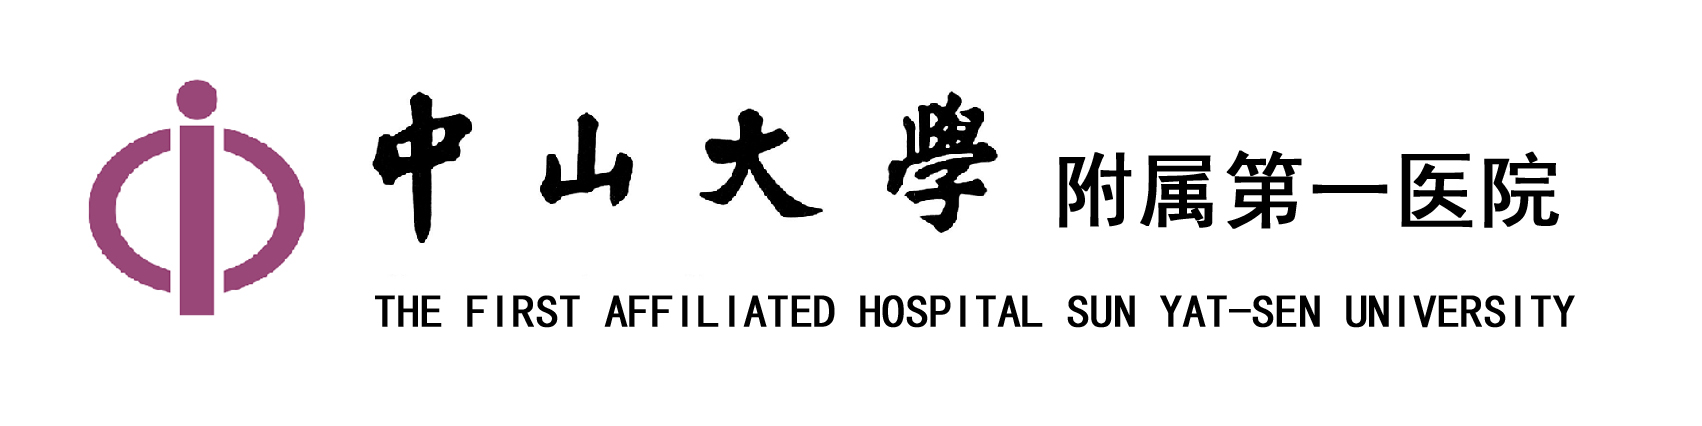 中山大學 附属第一医院
THE FIRST AFFILIATED HOSPITAL SUN YAT-SEN UNIVERSITY